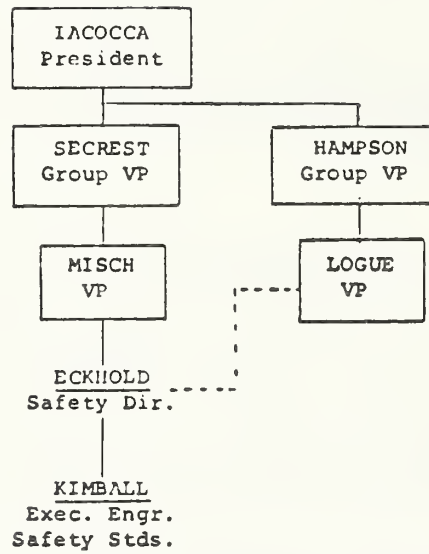 IACOCCA
President
SECREST
Group VP
HAMPSON
Group VP
MISCH
VP
LOGUE
VP
ECKHOLD
Safety Dir.
KIMBALL
Exec. Engr.
Safety Stds.